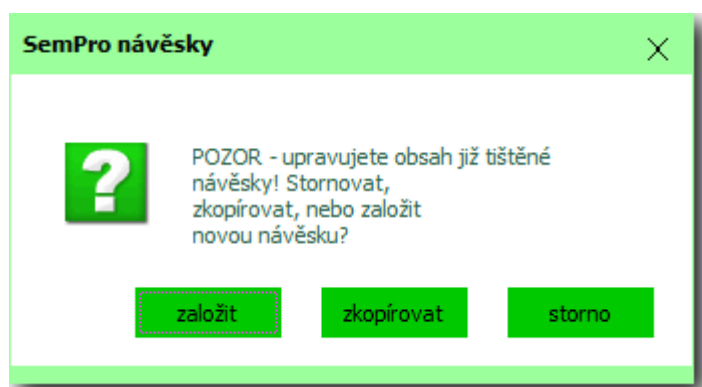 SemPro návěsky
POZOR - upravujete obsah již tištěné
návěsky! Stornovat,
zkopírovat, nebo založit
novou návěsku?
založit
zkopírovat
storno